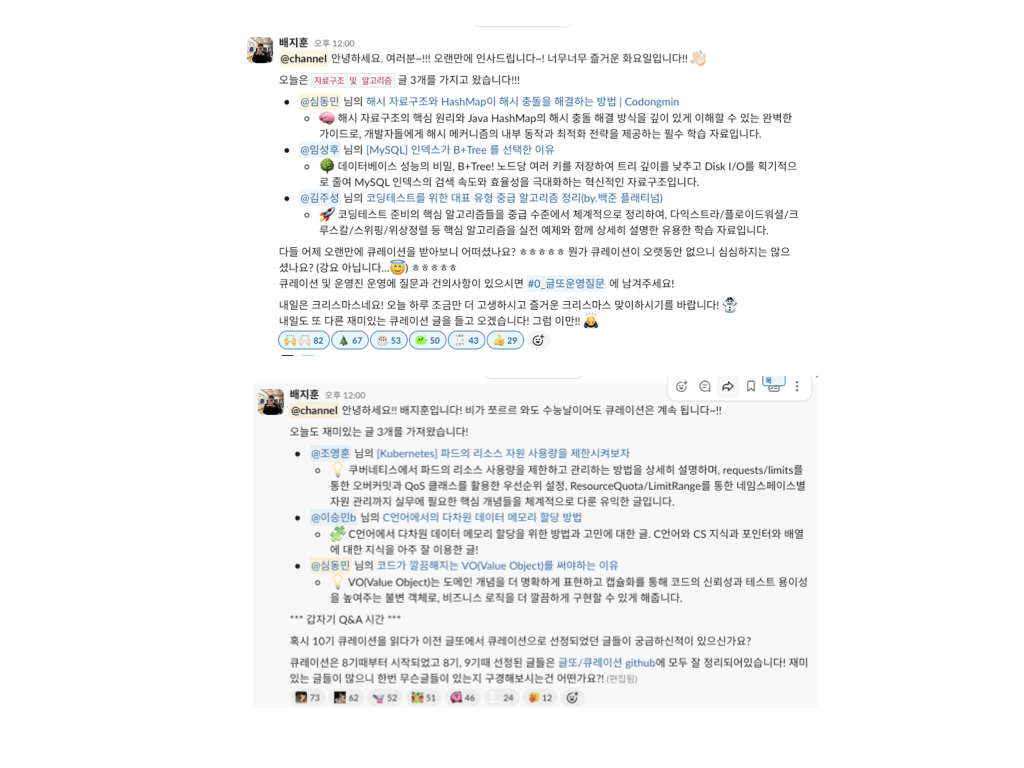 배지훈 오후 12:00
@channel 안녕하세요. 여러분~!!! 오랜만에 인사드립니다~! 너무너무 즐거운 화요일입니다!! 👋🏻
오늘은 자료구조 및 알고리즘 글 3개를 가지고 왔습니다!!!
• @심동민 님의 해시 자료구조와 HashMap이 해시 충돌을 해결하는 방법 | Codongmin
◦ 🧠 해시 자료구조의 핵심 원리와 Java HashMap의 해시 충돌 해결 방식을 깊이 있게 이해할 수 있는 완벽한
가이드로, 개발자들에게 해시 메커니즘의 내부 동작과 최적화 전략을 제공하는 필수 학습 자료입니다.
• @임성후 님의 [MySQL] 인덱스가 B+Tree 를 선택한 이유
◦ 🌳 데이터베이스 성능의 비밀, B+Tree! 노드당 여러 키를 저장하여 트리 깊이를 낮추고 Disk I/O를 획기적으
로 줄여 MySQL 인덱스의 검색 속도와 효율성을 극대화하는 혁신적인 자료구조입니다.
• @김주성 님의 코딩테스트를 위한 대표 유형 중급 알고리즘 정리(by.백준 플래티넘)
◦ 🚀 코딩테스트 준비의 핵심 알고리즘들을 중급 수준에서 체계적으로 정리하여, 다익스트라/플로이드워셜/크
루스칼/스위핑/위상정렬 등 핵심 알고리즘을 실전 예제와 함께 상세히 설명한 유용한 학습 자료입니다.
다들 어제 오랜만에 큐레이션을 받아보니 어떠셨나요? ㅎㅎㅎㅎㅎ 뭔가 큐레이션이 오랫동안 없으니 심심하지는 않으
셨나요? (강요 아닙니다...😇) ㅎㅎㅎㅎㅎ
큐레이션 및 운영진 운영에 질문과 건의사항이 있으시면 #0_글또운영질문 에 남겨주세요!
내일은 크리스마스네요! 오늘 하루 조금만 더 고생하시고 즐거운 크리스마스 맞이하시기를 바랍니다! ⛄
내일도 또 다른 재미있는 큐레이션 글을 들고 오겠습니다! 그럼 이만!! 🙇
82 67 53 50 43 29
배지훈 오후 12:00
@channel 안녕하세요!! 배지훈입니다! 비가 쪼르르 와도 수능날이어도 큐레이션은 계속 됩니다~!!
오늘도 재미있는 글 3개를 가져왔습니다!
• @조영훈 님의 [Kubernetes] 파드의 리소스 자원 사용량을 제한시켜보자
◦ 💡 쿠버네티스에서 파드의 리소스 사용량을 제한하고 관리하는 방법을 상세히 설명하며, requests/limits를
통한 오버커밋과 QoS 클래스를 활용한 우선순위 설정, ResourceQuota/LimitRange를 통한 네임스페이스별
자원 관리까지 실무에 필요한 핵심 개념들을 체계적으로 다룬 유익한 글입니다.
• @이승민b 님의 C언어에서의 다차원 데이터 메모리 할당 방법
◦ 🧩 C언어에서 다차원 데이터 메모리 할당을 위한 방법과 고민에 대한 글. C언어와 CS 지식과 포인터와 배열
에 대한 지식을 아주 잘 이용한 글!
• @심동민 님의 코드가 깔끔해지는 VO(Value Object)를 써야하는 이유
◦ 💡 VO(Value Object)는 도메인 개념을 더 명확하게 표현하고 캡슐화를 통해 코드의 신뢰성과 테스트 용이성
을 높여주는 불변 객체로, 비즈니스 로직을 더 깔끔하게 구현할 수 있게 해줍니다.
*** 갑자기 Q&A 시간 ***
혹시 10기 큐레이션을 읽다가 이전 글또에서 큐레이션으로 선정되었던 글들이 궁금하신적이 있으신가요?
큐레이션은 8기때부터 시작되었고 8기, 9기때 선정된 글들은 글또/큐레이션 github에 모두 잘 정리되어있습니다! 재미
있는 글들이 많으니 한번 무슨글들이 있는지 구경해보시는건 어떤가요?! (편집됨)
73 62 52 51 46 24 12